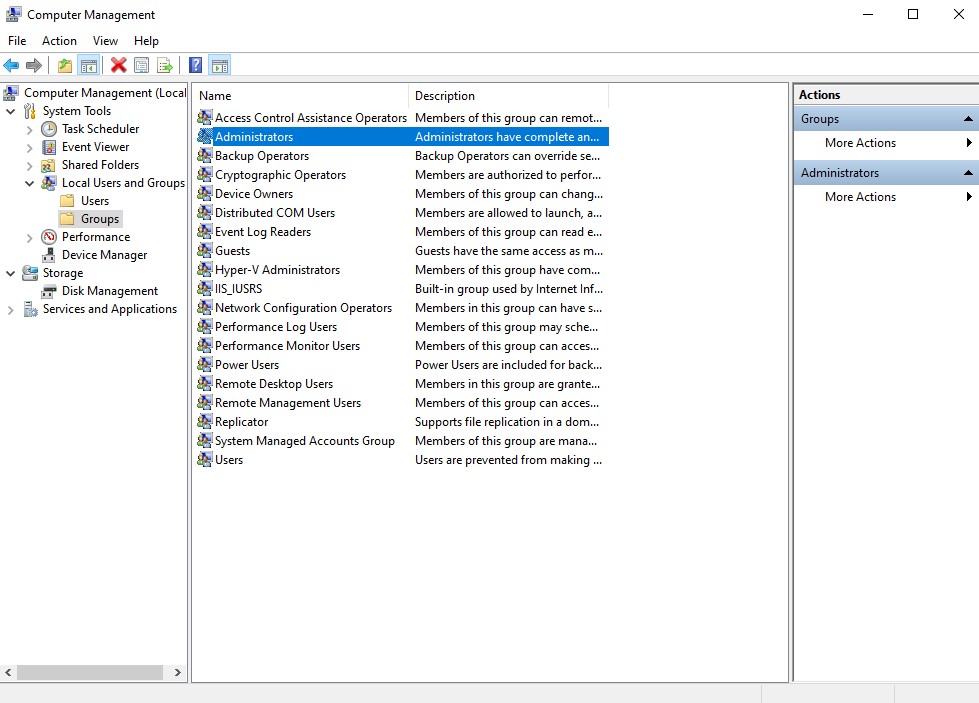 Computer Management
File Action View Help
Computer Management (Local
System Tools
Task Scheduler
Event Viewer
Shared Folders
Local Users and Groups
Users
Groups
Performance
Device Manager
Storage
Disk Management
Services and Applications
Name Description
Access Control Assistance Operators Members of this group can remot...
Administrators Administrators have complete an...
Backup Operators Backup Operators can override se...
Cryptographic Operators Members are authorized to perfor...
Device Owners Members of this group can chang...
Distributed COM Users Members are allowed to launch, a...
Event Log Readers Members of this group can read e...
Guests Guests have the same access as m...
Hyper-V Administrators Members of this group have com...
IIS_IUSRS Built-in group used by Internet Inf...
Network Configuration Operators Members in this group can have s...
Performance Log Users Members of this group may sche...
Performance Monitor Users Members of this group can acces...
Power Users Power Users are included for back...
Remote Desktop Users Members in this group are grante...
Remote Management Users Members of this group can acces...
Replicator Supports file replication in a dom...
System Managed Accounts Group Members of this group are mana...
Users Users are prevented from making ...
Actions
Groups
More Actions
Administrators
More Actions